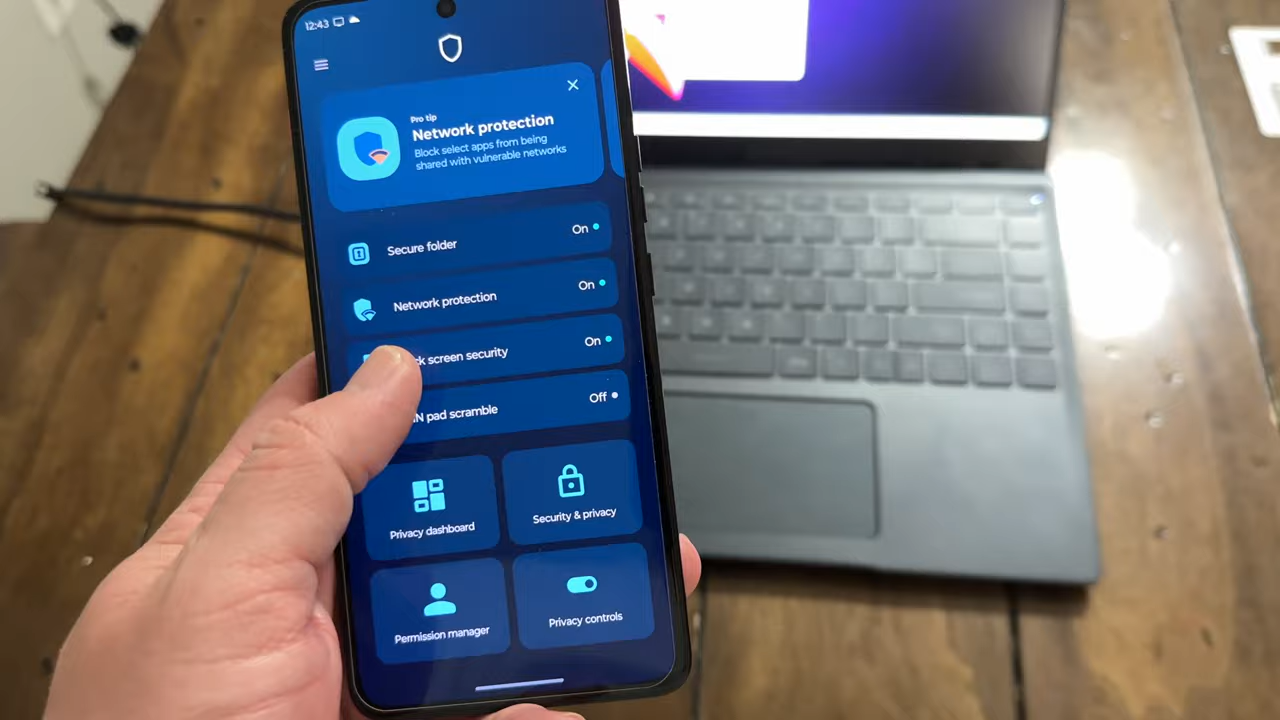 12:43
Pro tip
Network protection
Block select apps from being
shared with vulnerable networks
Secure folder On
Network protection On
ck screen security On
N pad scramble Off
Privacy dashboard
Security & privacy
Permission manager
Privacy controls